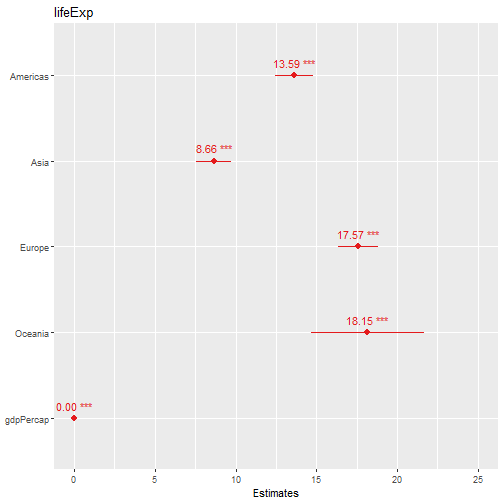 lifeExp
13.59 ***
Americas
8.66 ***
Asia
17.57 ***
Europe
18.15 ***
Oceania
0.00 ***
gdpPercap
0 5 10 15 20 25
Estimates